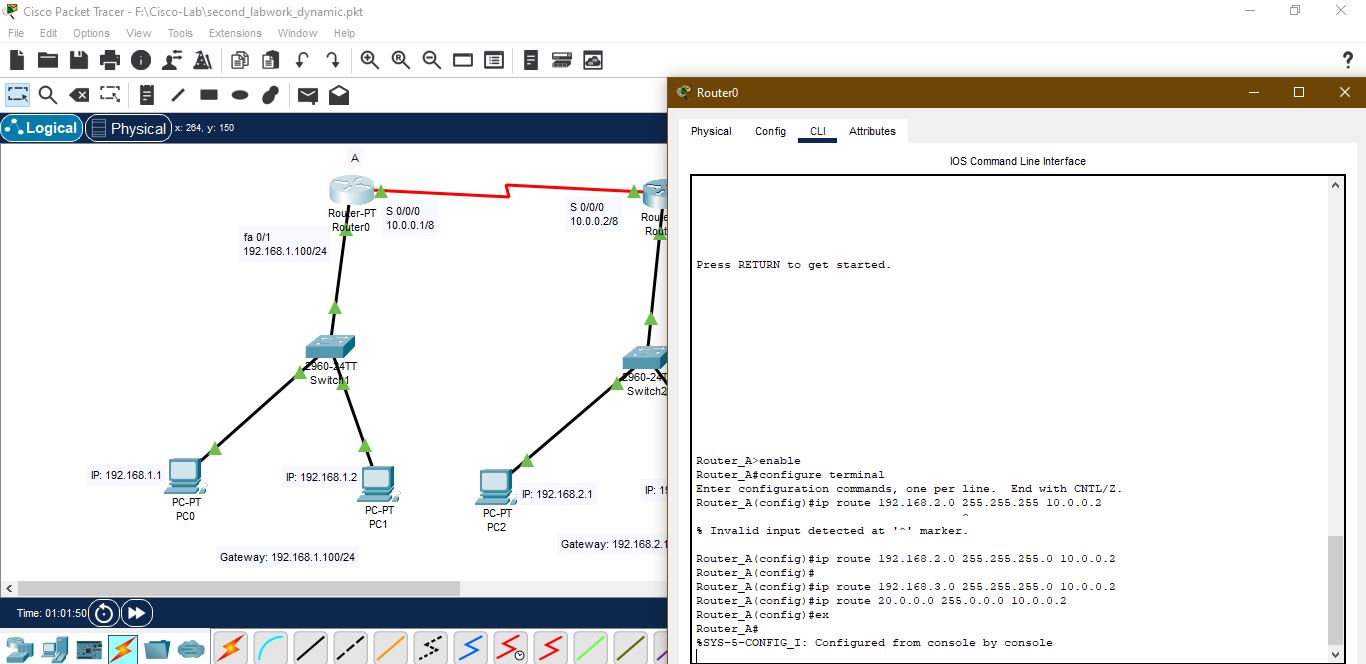 Cisco Packet Tracer - F:\Cisco-Lab\second_labwork_dynamic.pkt
File Edit Options View Tools Extensions Window Help
Logical Physical x: 264, y: 150
A
Router-PT
Router0
S 0/0/0
10.0.0.1/8
S 0/0/0
10.0.0.2/8
Route
Rout
fa 0/1
192.168.1.100/24
2960-24TT
Switch1
2960-24T
Switch2
IP: 192.168.1.1
PC-PT
PC0
IP: 192.168.1.2
PC-PT
PC1
IP: 192.168.2.1
PC-PT
PC2
IP: 19
Gateway: 192.168.1.100/24
Gateway: 192.168.2.1
Time: 01:01:50
Router0
Physical Config CLI Attributes
IOS Command Line Interface
Press RETURN to get started.
Router_A>enable
Router_A#configure terminal
Enter configuration commands, one per line.  End with CNTL/Z.
Router_A(config)#ip route 192.168.2.0 255.255.255 10.0.0.2
^
% Invalid input detected at '^' marker.
Router_A(config)#ip route 192.168.2.0 255.255.255.0 10.0.0.2
Router_A(config)#
Router_A(config)#ip route 192.168.3.0 255.255.255.0 10.0.0.2
Router_A(config)#ip route 20.0.0.0 255.0.0.0 10.0.0.2
Router_A(config)#ex
Router_A#
%SYS-5-CONFIG_I: Configured from console by console